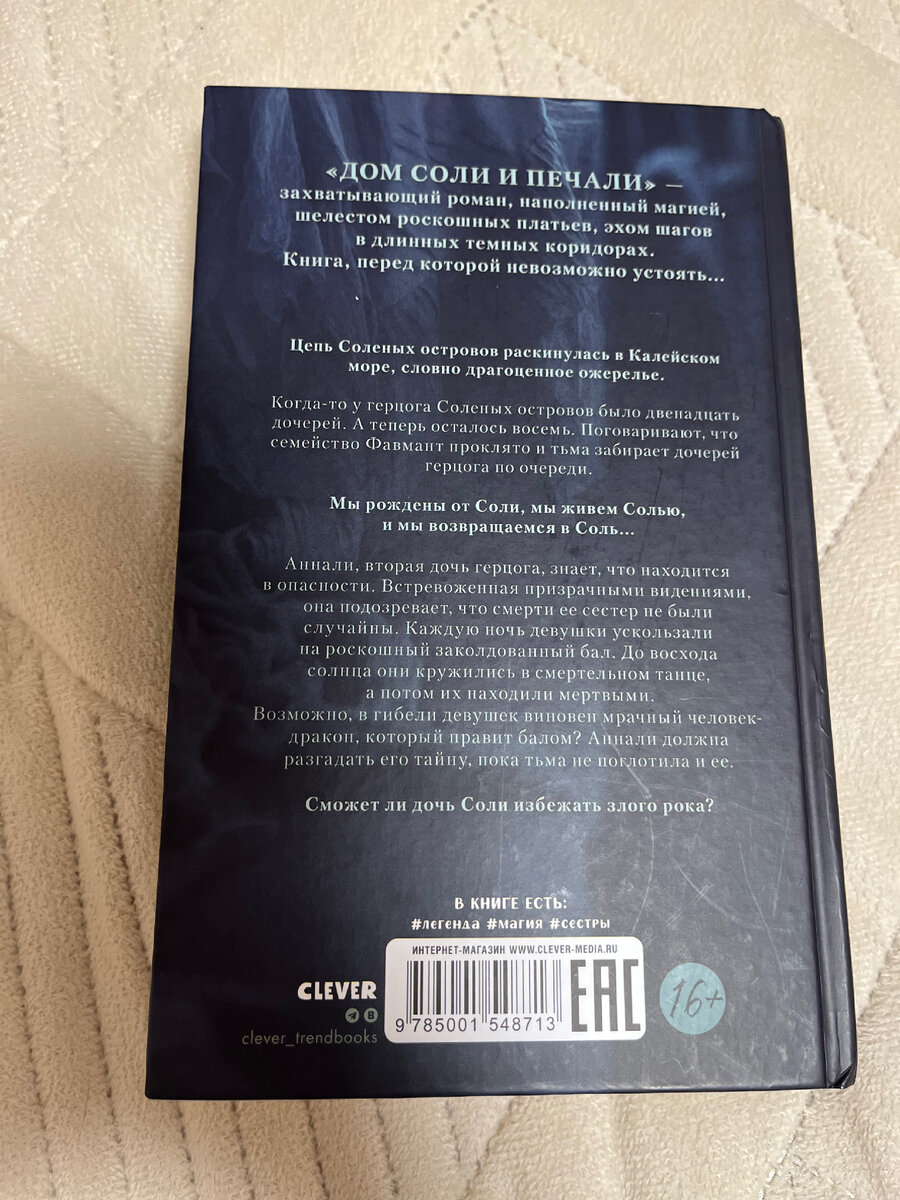 «ДОМ СОЛИ И ПЕЧАЛИ» —
захватывающий роман, наполненный магией,
шелестом роскошных платьев, эхом шагов
в длинных темных коридорах.
Книга, перед которой невозможно устоять...
Цепь Соленых островов раскинулась в Калейском
море, словно драгоценное ожерелье.
Когда-то у герцога Соленых островов было двенадцать
дочерей. А теперь осталось восемь. Поговаривают, что
семейство Фавмант проклято и тьма забирает дочерей
герцога по очереди.
Мы рождены от Соли, мы живем Солью,
и мы возвращаемся в Соль...
Аннали, вторая дочь герцога, знает, что находится
в опасности. Встревоженная призрачными видениями,
она подозревает, что смерти ее сестер не были
случайны. Каждую ночь девушки ускользали
на роскошный заколдованный бал. До восхода
солнца они кружились в смертельном танце,
а потом их находили мертвыми.
Возможно, в гибели девушек виновен мрачный человек-
дракон, который правит балом? Аннали должна
разгадать его тайну, пока тьма не поглотила и ее.
Сможет ли дочь Соли избежать злого рока?
В КНИГЕ ЕСТЬ:
#легенда #магия #сестры
ИНТЕРНЕТ-МАГАЗИН WWW.CLEVER-MEDIA.RU
CLEVER
clever_trendbooks
9 785001 548713
EAC
16+